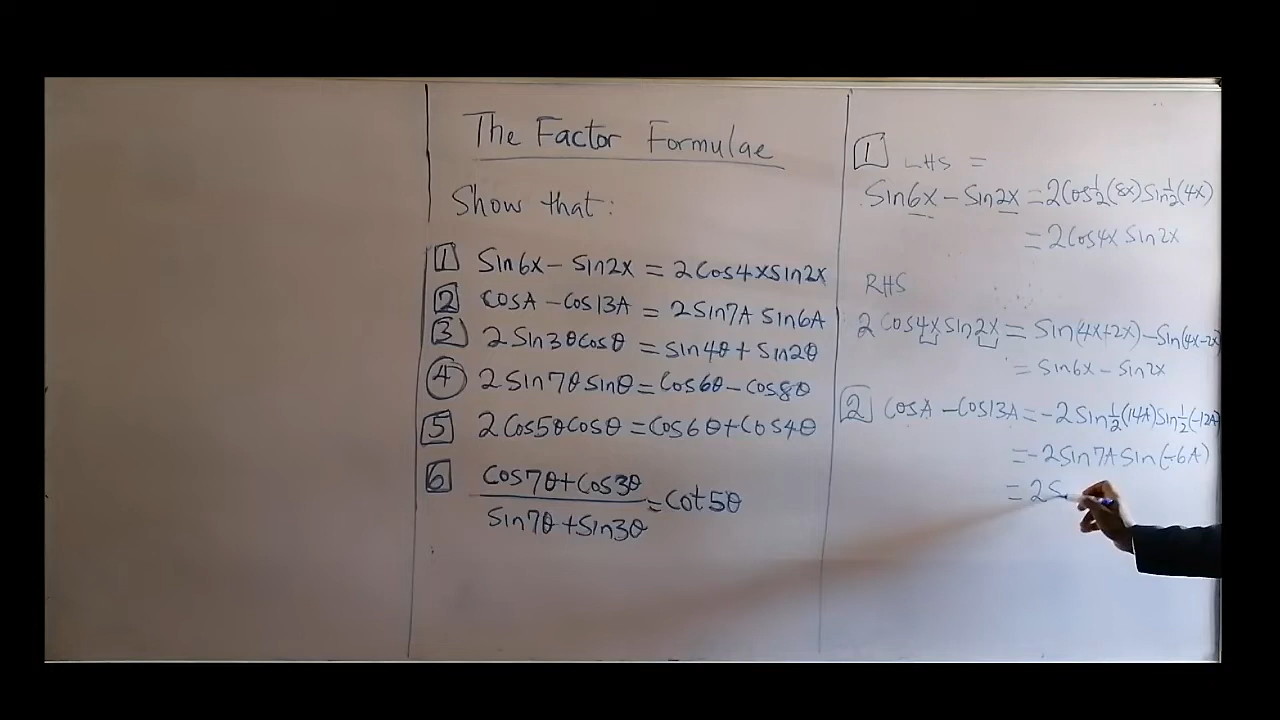 The Factor Formulae
Show that:
1 Sin6x − Sin2x = 2Cos4xSin2x
2 CosA − Cos13A = 2Sin7A Sin6A
3 2Sin3θCosθ = Sin4θ + Sin2θ
4 2Sin7θSinθ = Cos6θ − Cos8θ
5 2Cos5θCosθ = Cos6θ + Cos4θ
6 Cos7θ + Cos3θ
Sin7θ + Sin3θ
= Cot5θ
1 LHS =
Sin6x − Sin2x = 2Cos½(8x)Sin½(4x)
= 2Cos4x Sin2x
RHS
2Cos4xSin2x = Sin(4x+2x) − Sin(4x−2x
= Sin6x − Sin2x
2 CosA − Cos13A = −2Sin½(14A)Sin½(−12A)
= −2Sin7A Sin(−6A)
= 2S